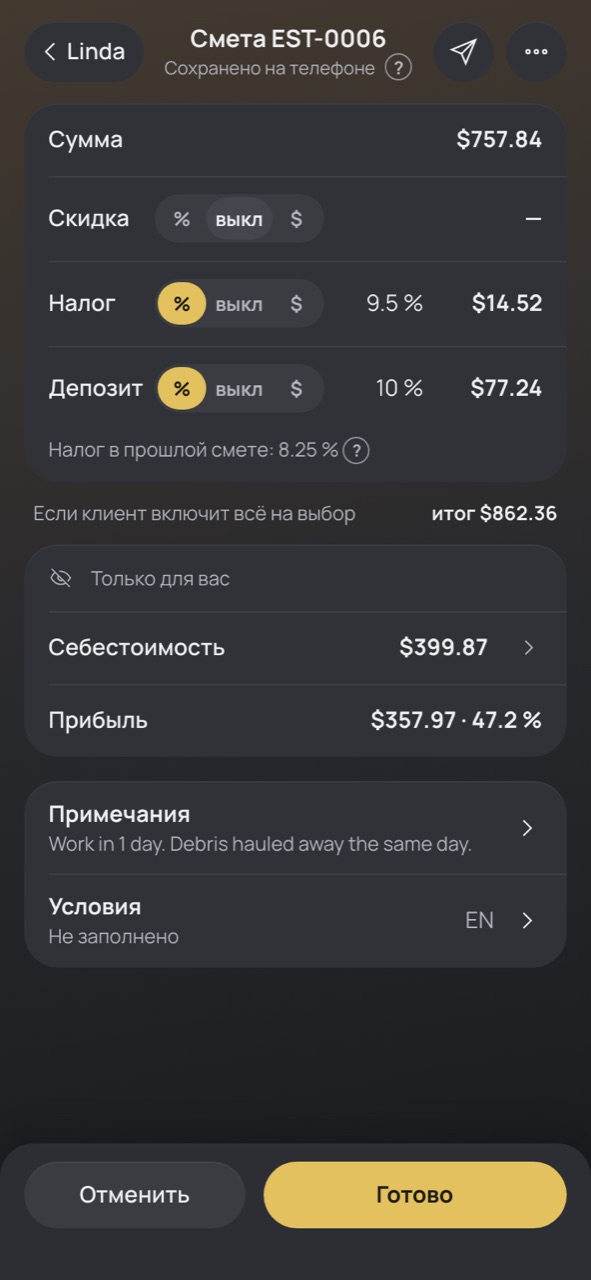 Linda
Смета EST-0006
Сохранено на телефоне ?
Сумма $757.84
Скидка % выкл $ —
Налог % выкл $ 9.5 % $14.52
Депозит % выкл $ 10 % $77.24
Налог в прошлой смете: 8.25 % ?
Если клиент включит всё на выбор итог $862.36
Только для вас
Себестоимость $399.87
Прибыль $357.97 · 47.2 %
Примечания
Work in 1 day. Debris hauled away the same day.
Условия EN
Не заполнено
Отменить Готово